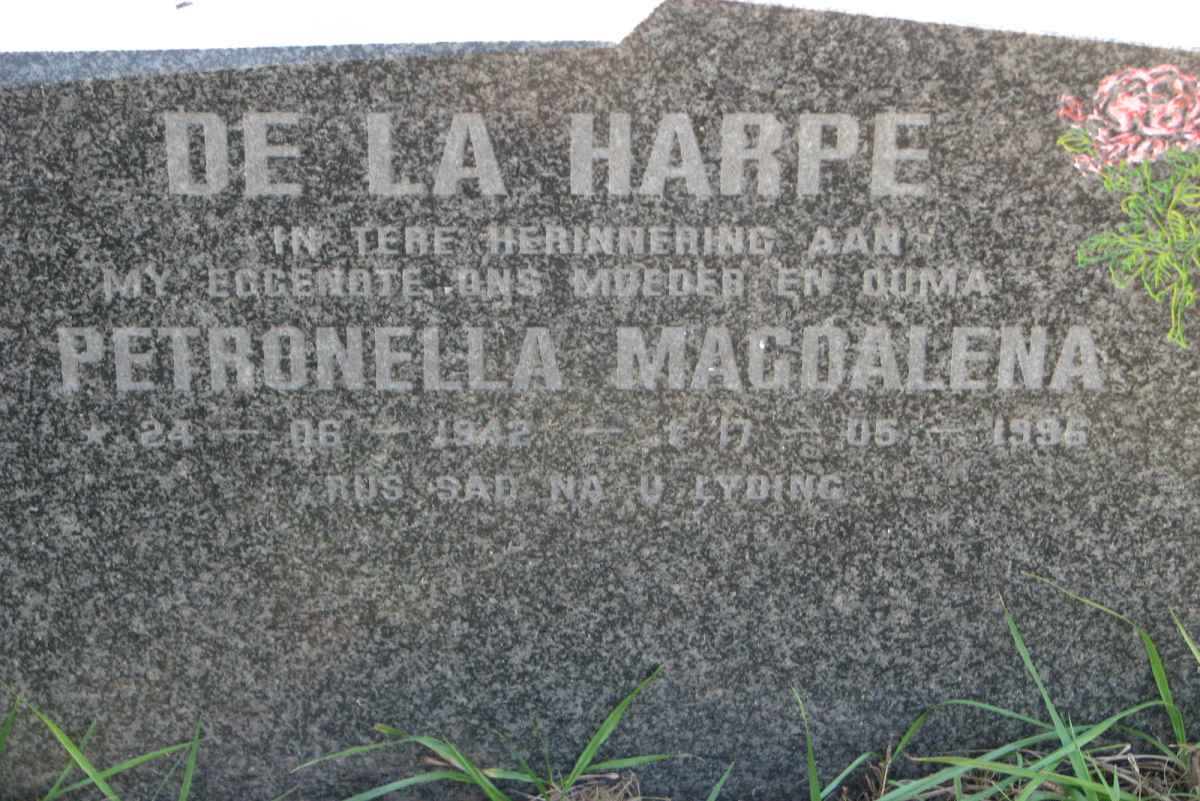 DE LA HARPE
IN TERE HERINNERING AAN
MY EGGENOTE ONS MOEDER EN OUMA
PETRONELLA MAGDALENA
* 24 – 06 – 1942 – † 17 – 05 – 1996
RUS SAG NA U LYDING